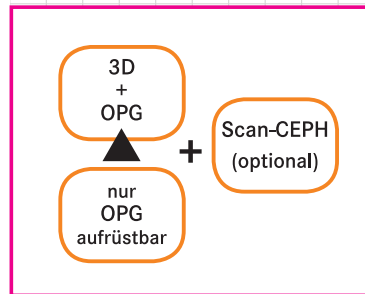 3D
+
OPG
+
Scan-CEPH
(optional)
nur
OPG
aufrüstbar